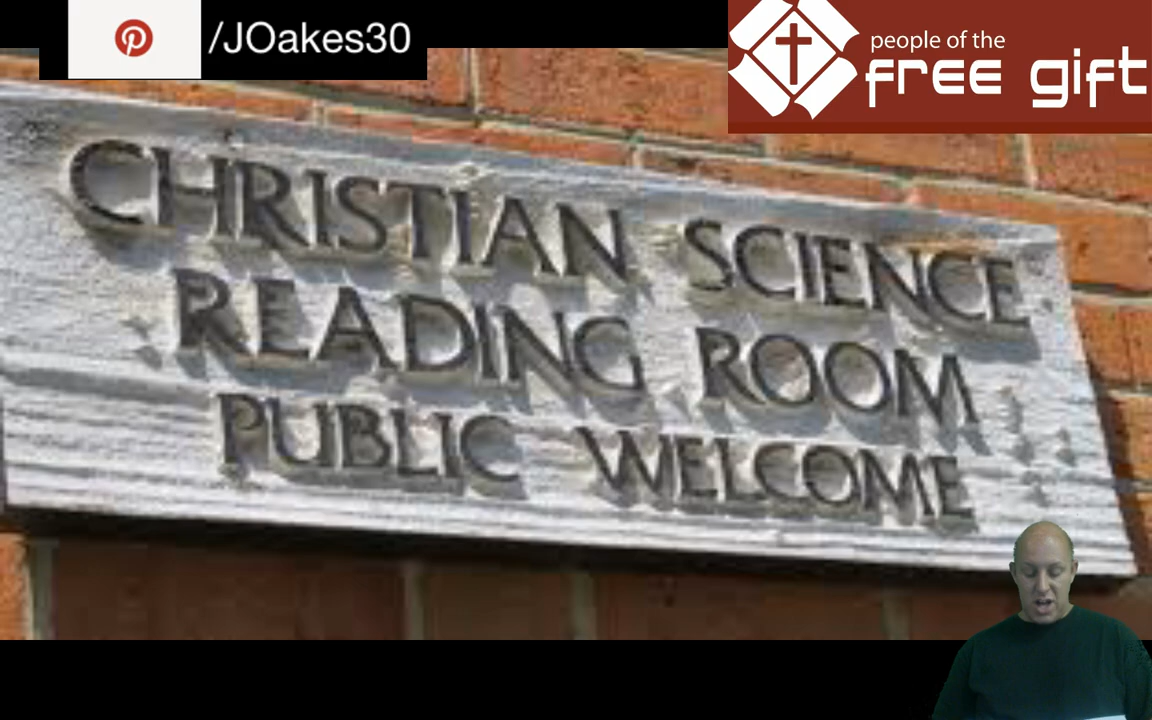 /JOakes30
people of the
free gift
CHRISTIAN SCIENCE
READING ROOM
PUBLIC WELCOME